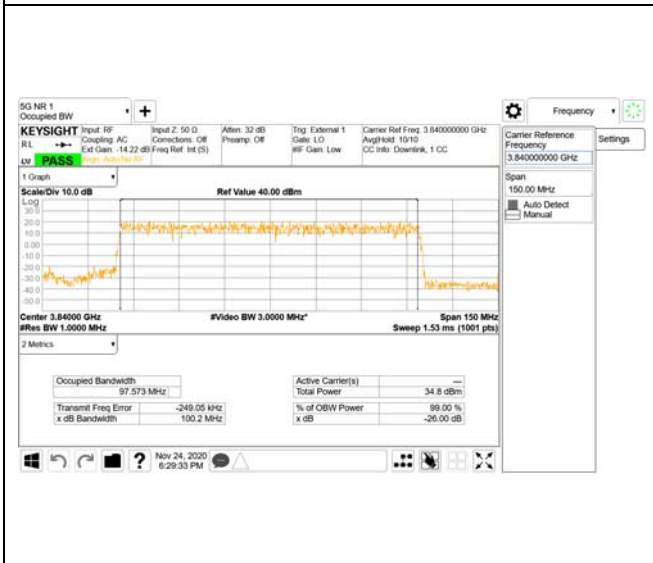 5G NR 1
Occupied BW
+
Frequency
KEYSIGHT
RL
PASS
Input: RF
Coupling: AC
Ext Gain: -14.22 dB
Align: Auto/No RF
Input Z: 50 Ω
Corrections: Off
Freq Ref: Int (S)
Atten: 32 dB
Preamp: Off
Trig: External 1
Gate: LO
#IF Gain: Low
Carrier Ref Freq: 3.840000000 GHz
Avg|Hold: 10/10
CC Info: Downlink, 1 CC
Carrier Reference
Frequency
3.840000000 GHz
Settings
Span
150.00 MHz
Auto Detect
Manual
1 Graph
Scale/Div 10.0 dB
Ref Value 40.00 dBm
Log
30.0
20.0
10.0
0.00
-10.0
-20.0
-30.0
-40.0
-50.0
Center 3.84000 GHz
#Video BW 3.0000 MHz*
Span 150 MHz
#Res BW 1.0000 MHz
Sweep 1.53 ms (1001 pts)
2 Metrics
Occupied Bandwidth
97.573 MHz
Transmit Freq Error -249.05 kHz
x dB Bandwidth 100.2 MHz
Active Carrier(s) ---
Total Power 34.8 dBm
% of OBW Power 99.00 %
x dB -26.00 dB
?
Nov 24, 2020
6:29:33 PM